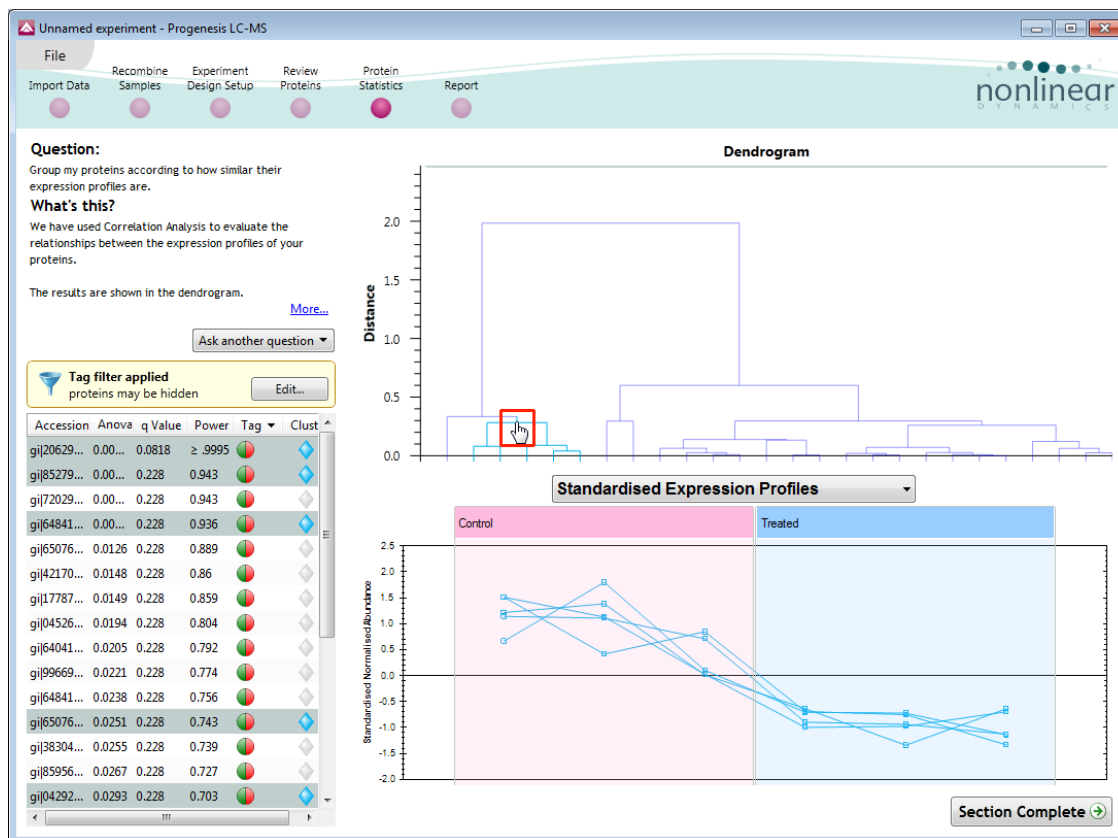 Unnamed experiment - Progenesis LC-MS
File
Import Data
Recombine
Samples
Experiment
Design Setup
Review
Proteins
Protein
Statistics
Report
nonlinear
DYNAMICS
Question:
Group my proteins according to how similar their
expression profiles are.
What's this?
We have used Correlation Analysis to evaluate the
relationships between the expression profiles of your
proteins.
The results are shown in the dendrogram.
More...
Ask another question
Tag filter applied
proteins may be hidden
Edit...
Accession Anova q Value Power Tag Clust
gi|20629... 0.00... 0.0818 ≥ .9995
gi|85279... 0.00... 0.228 0.943
gi|72029... 0.00... 0.228 0.943
gi|64841... 0.00... 0.228 0.936
gi|65076... 0.0126 0.228 0.889
gi|42170... 0.0148 0.228 0.86
gi|17787... 0.0149 0.228 0.859
gi|04526... 0.0194 0.228 0.804
gi|64041... 0.0205 0.228 0.792
gi|99669... 0.0221 0.228 0.774
gi|64841... 0.0238 0.228 0.756
gi|65076... 0.0251 0.228 0.743
gi|38304... 0.0255 0.228 0.739
gi|85956... 0.0267 0.228 0.727
gi|04292... 0.0293 0.228 0.703
Dendrogram
Distance
2.0
1.5
1.0
0.5
0.0
Standardised Expression Profiles
Control
Treated
Standardised Normalised Abundance
2.5
2.0
1.5
1.0
0.5
0.0
-0.5
-1.0
-1.5
-2.0
Section Complete